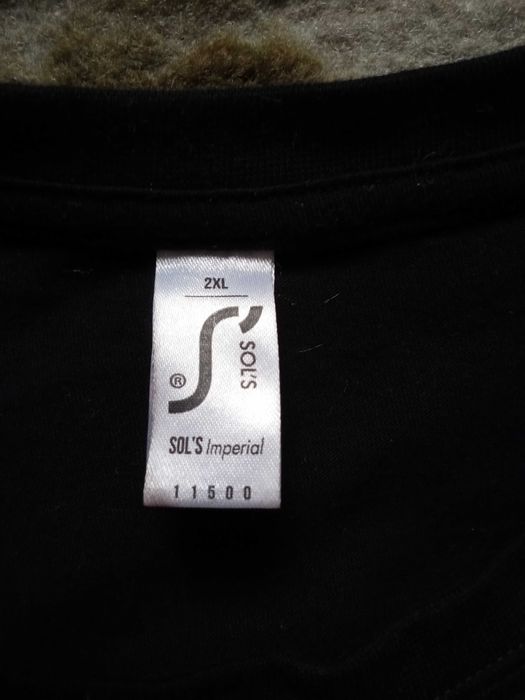 2XL
S'
SOL'S
®
SOL'S Imperial
11500